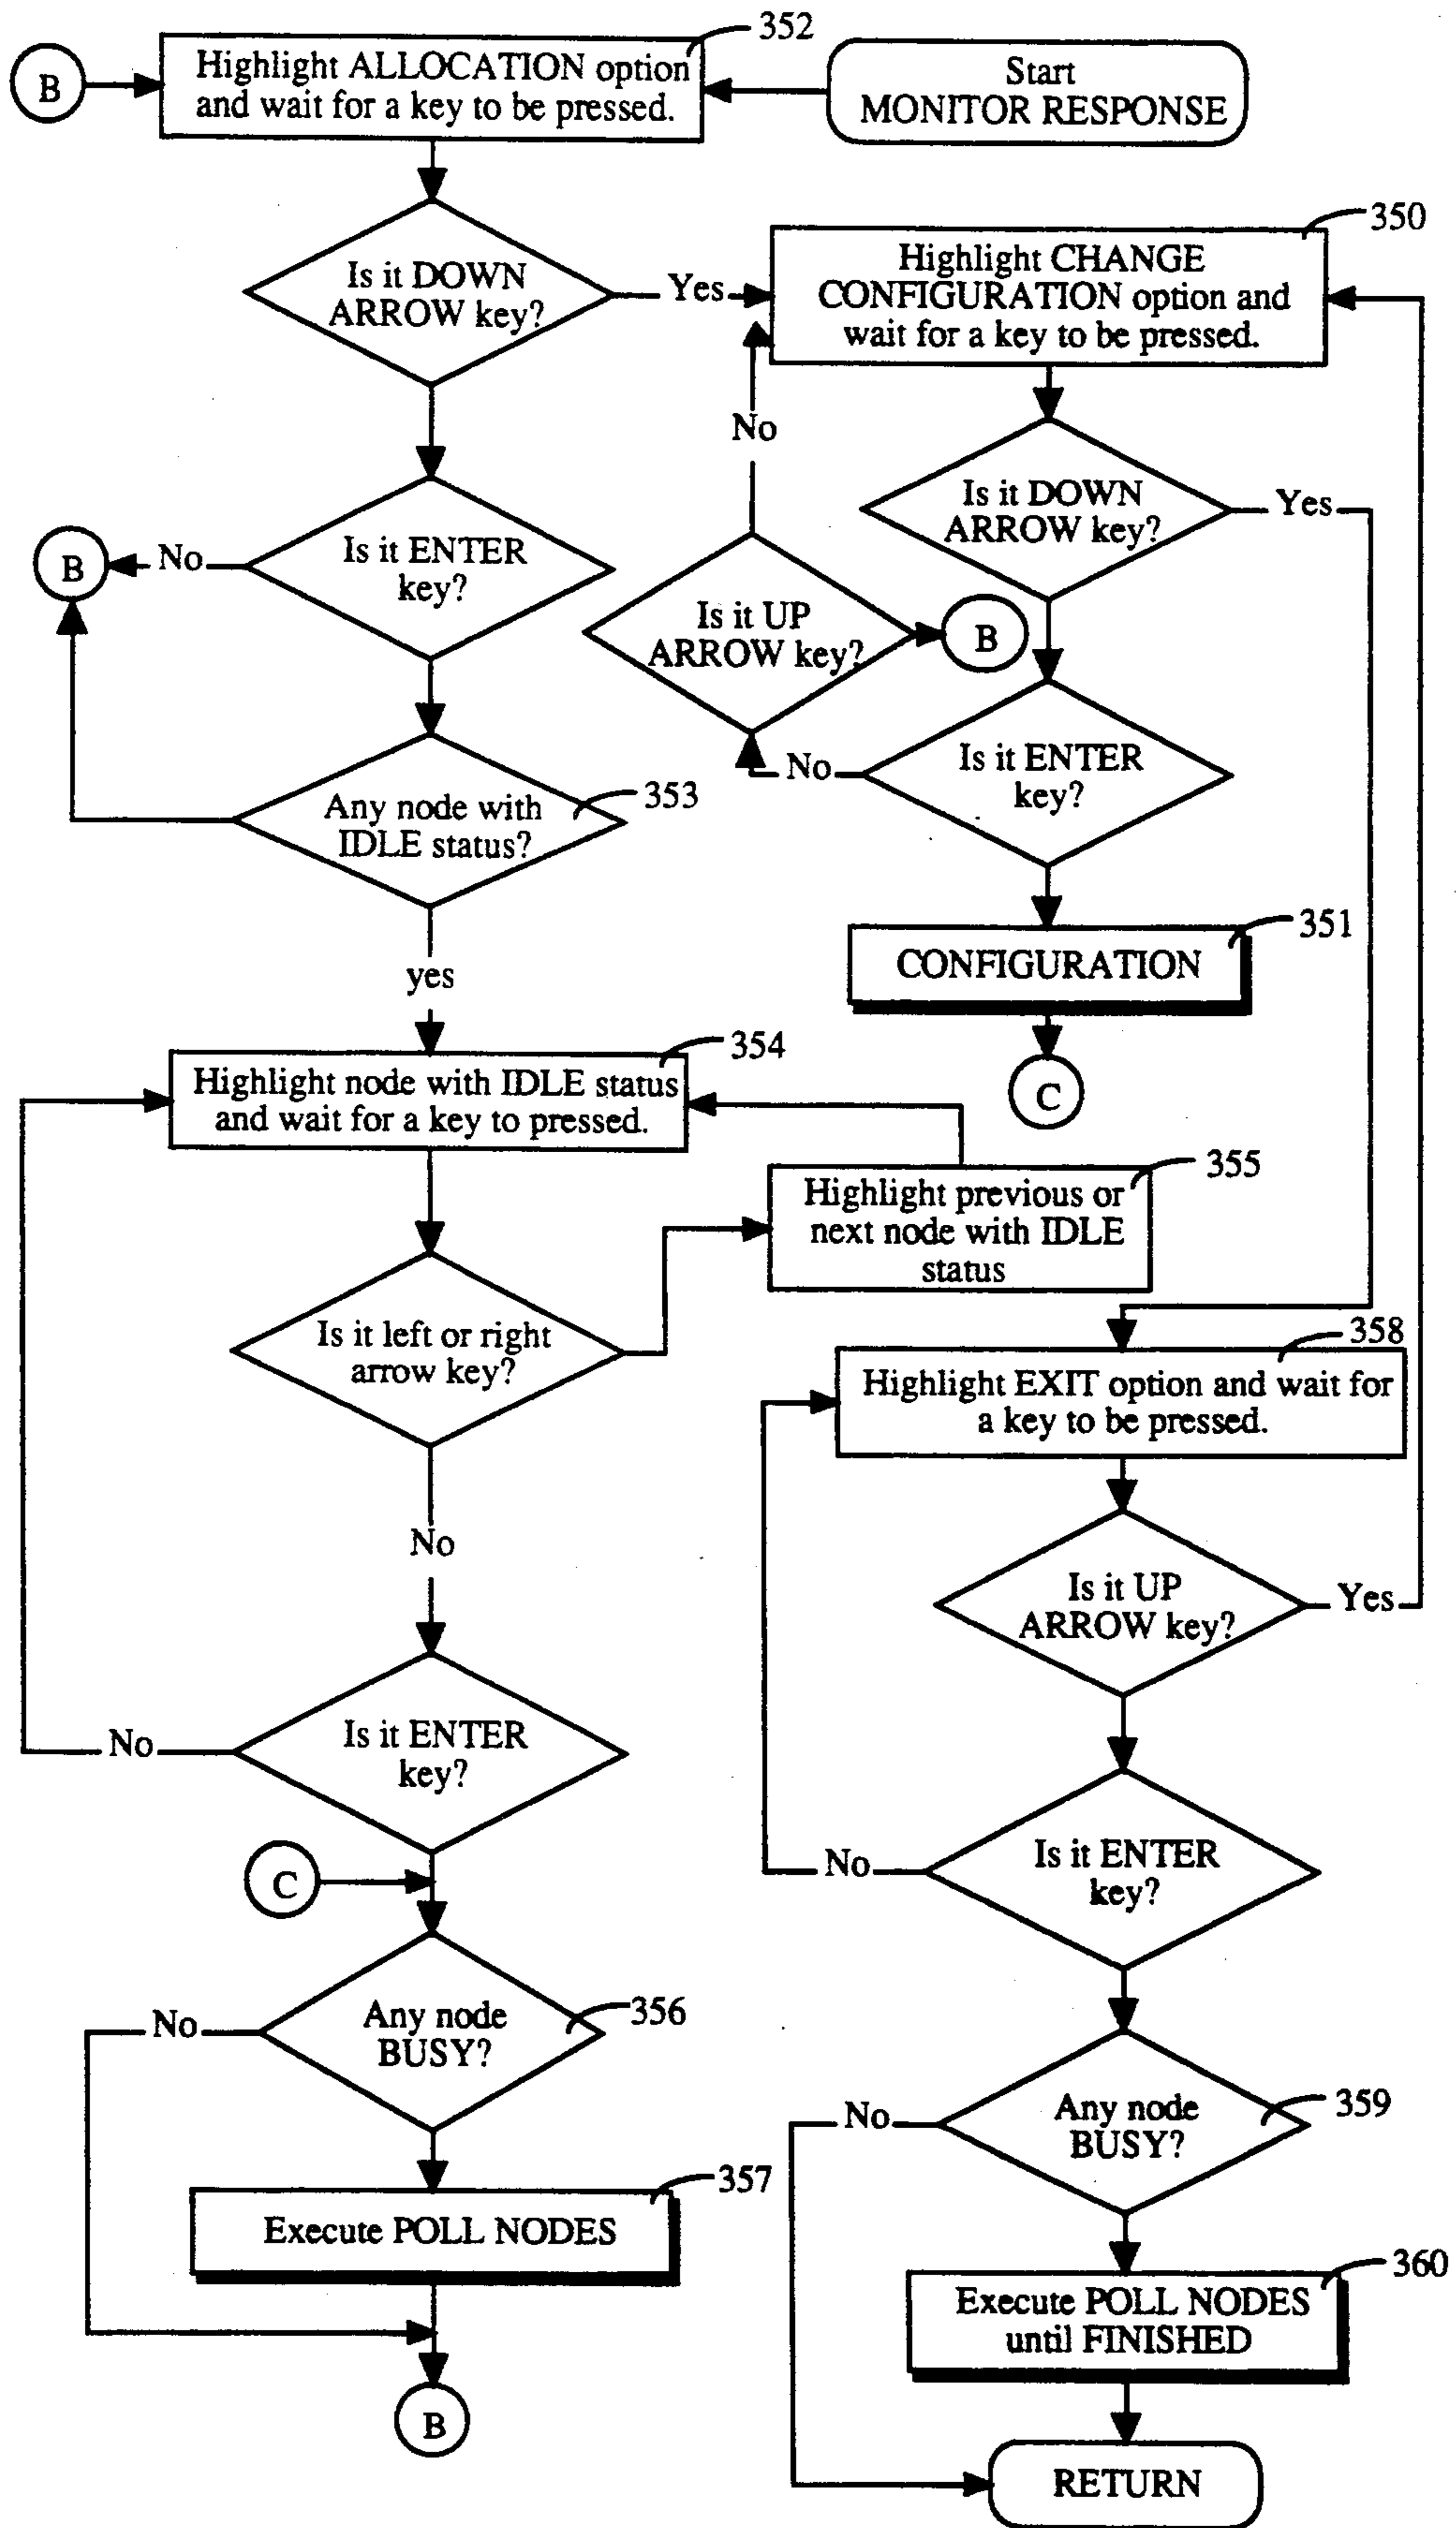 352
B
Highlight ALLOCATION option
and wait for a key to be pressed.
Start
MONITOR RESPONSE
350
Is it DOWN
ARROW key?
Yes
Highlight CHANGE
CONFIGURATION option and
wait for a key to be pressed.
No
Is it DOWN
ARROW key?
Yes
B
No
Is it ENTER
key?
Is it UP
ARROW key?
B
Is it ENTER
key?
No
Any node with
IDLE status?
353
351
CONFIGURATION
yes
C
354
Highlight node with IDLE status
and wait for a key to pressed.
355
Highlight previous or
next node with IDLE
status
Is it left or right
arrow key?
358
Highlight EXIT option and wait for
a key to be pressed.
No
Is it UP
ARROW key?
Yes
No
Is it ENTER
key?
C
No
Is it ENTER
key?
No
Any node
BUSY?
356
No
Any node
BUSY?
359
357
Execute POLL NODES
360
Execute POLL NODES
until FINISHED
B
RETURN